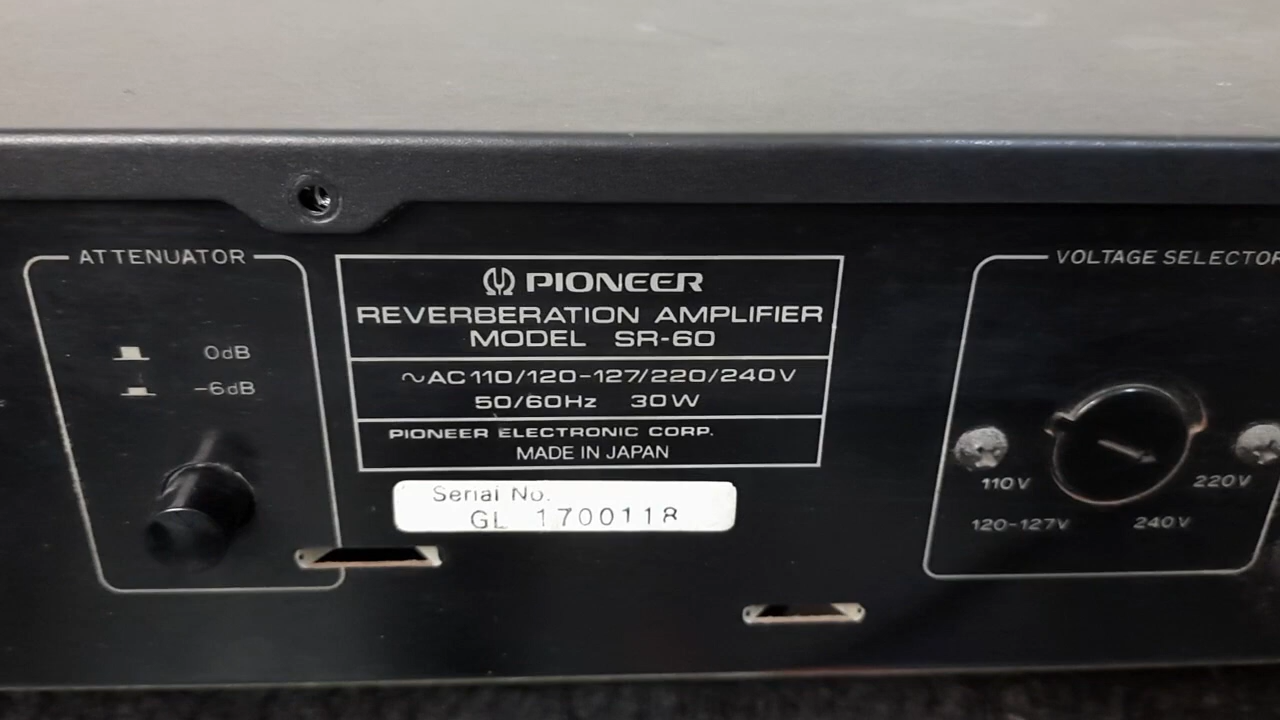 ATTENUATOR
0dB
-6dB
PIONEER
REVERBERATION AMPLIFIER
MODEL SR-60
~AC 110/120-127/220/240V
50/60Hz 30W
PIONEER ELECTRONIC CORP.
MADE IN JAPAN
Serial No.
GL 1700118
VOLTAGE SELECTOR
110V
220V
120-127V
240V